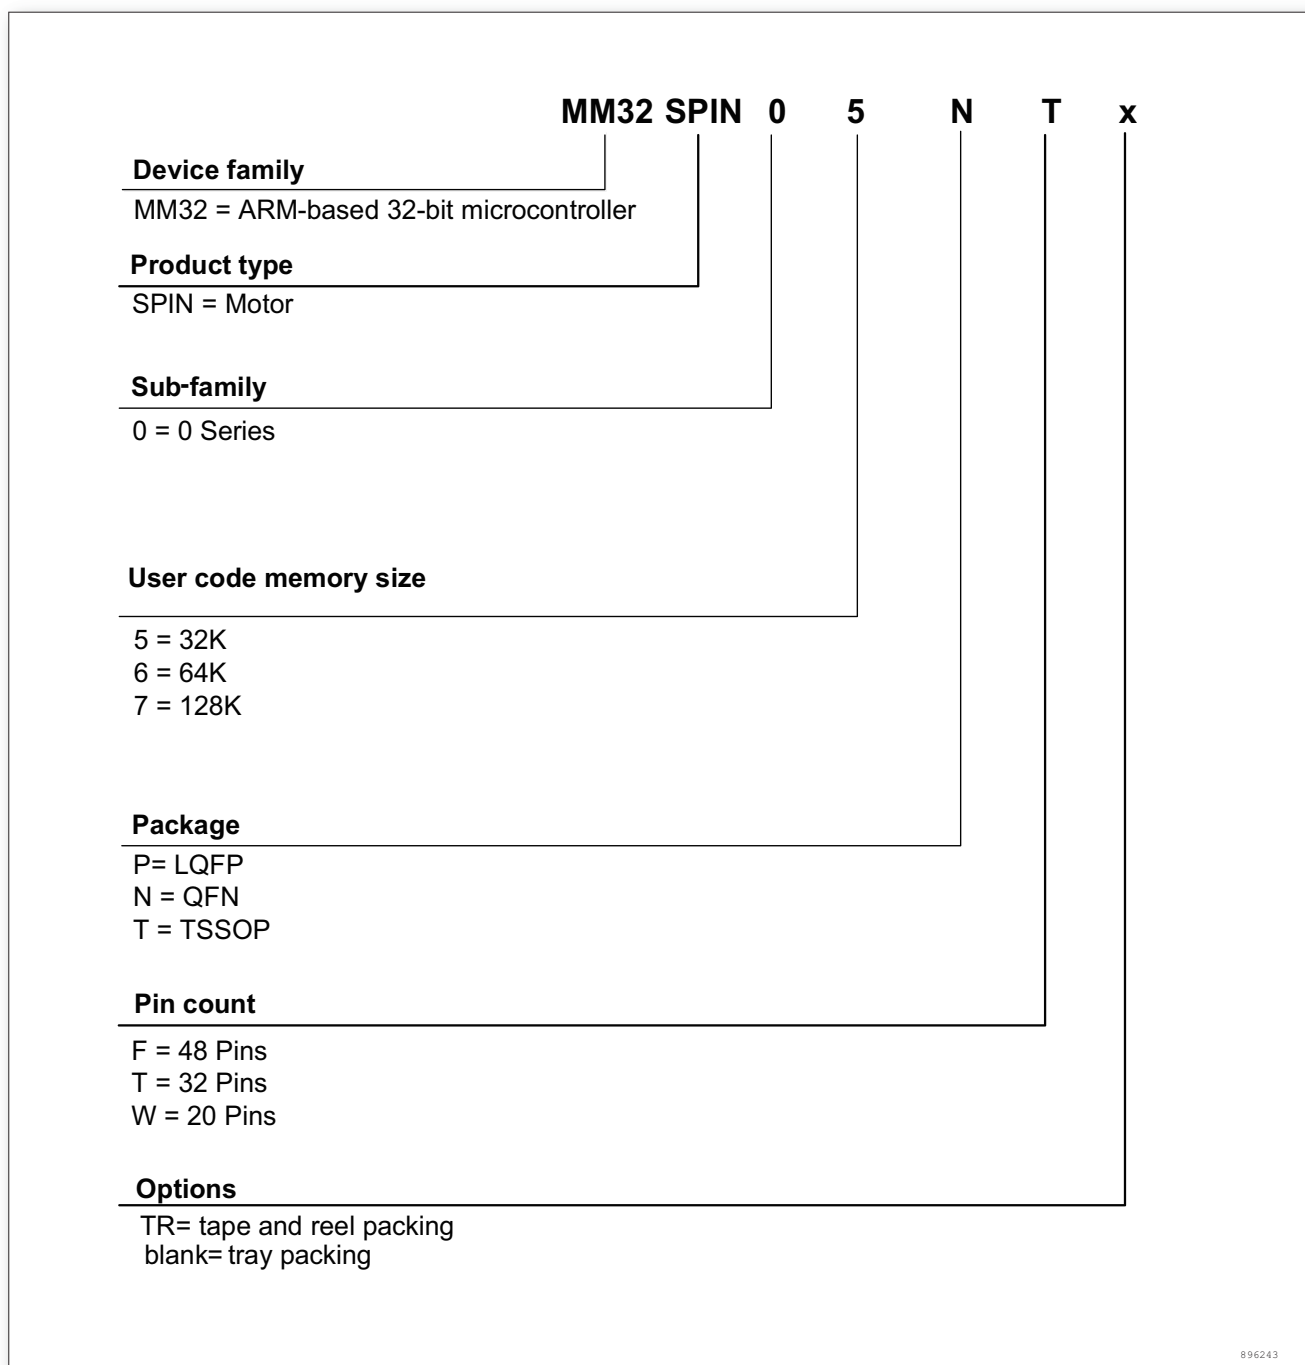 MM32 SPIN 0 5 N T x
Device family
MM32 = ARM-based 32-bit microcontroller
Product type
SPIN = Motor
Sub-family
0 = 0 Series
User code memory size
5 = 32K
6 = 64K
7 = 128K
Package
P= LQFP
N = QFN
T = TSSOP
Pin count
F = 48 Pins
T = 32 Pins
W = 20 Pins
Options
TR= tape and reel packing
blank= tray packing
896243